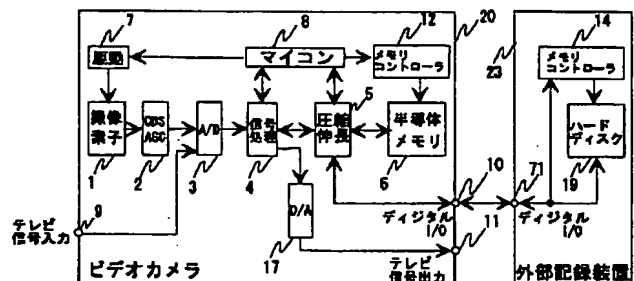 7
8
12
20
14
駆動
マイコン
メモリ
コントローラ
23
メモリ
コントローラ
5
撮像
素子
CDS
AGC
A/D
信号
処理
圧縮
伸長
半導体
メモリ
ハード
ディスク
1
2
3
4
6
10
71
19
9
テレビ
信号入力
D/A
17
ディジタル
I/O
11
ディジタル
I/O
ビデオカメラ
テレビ
信号出力
外部記録装置